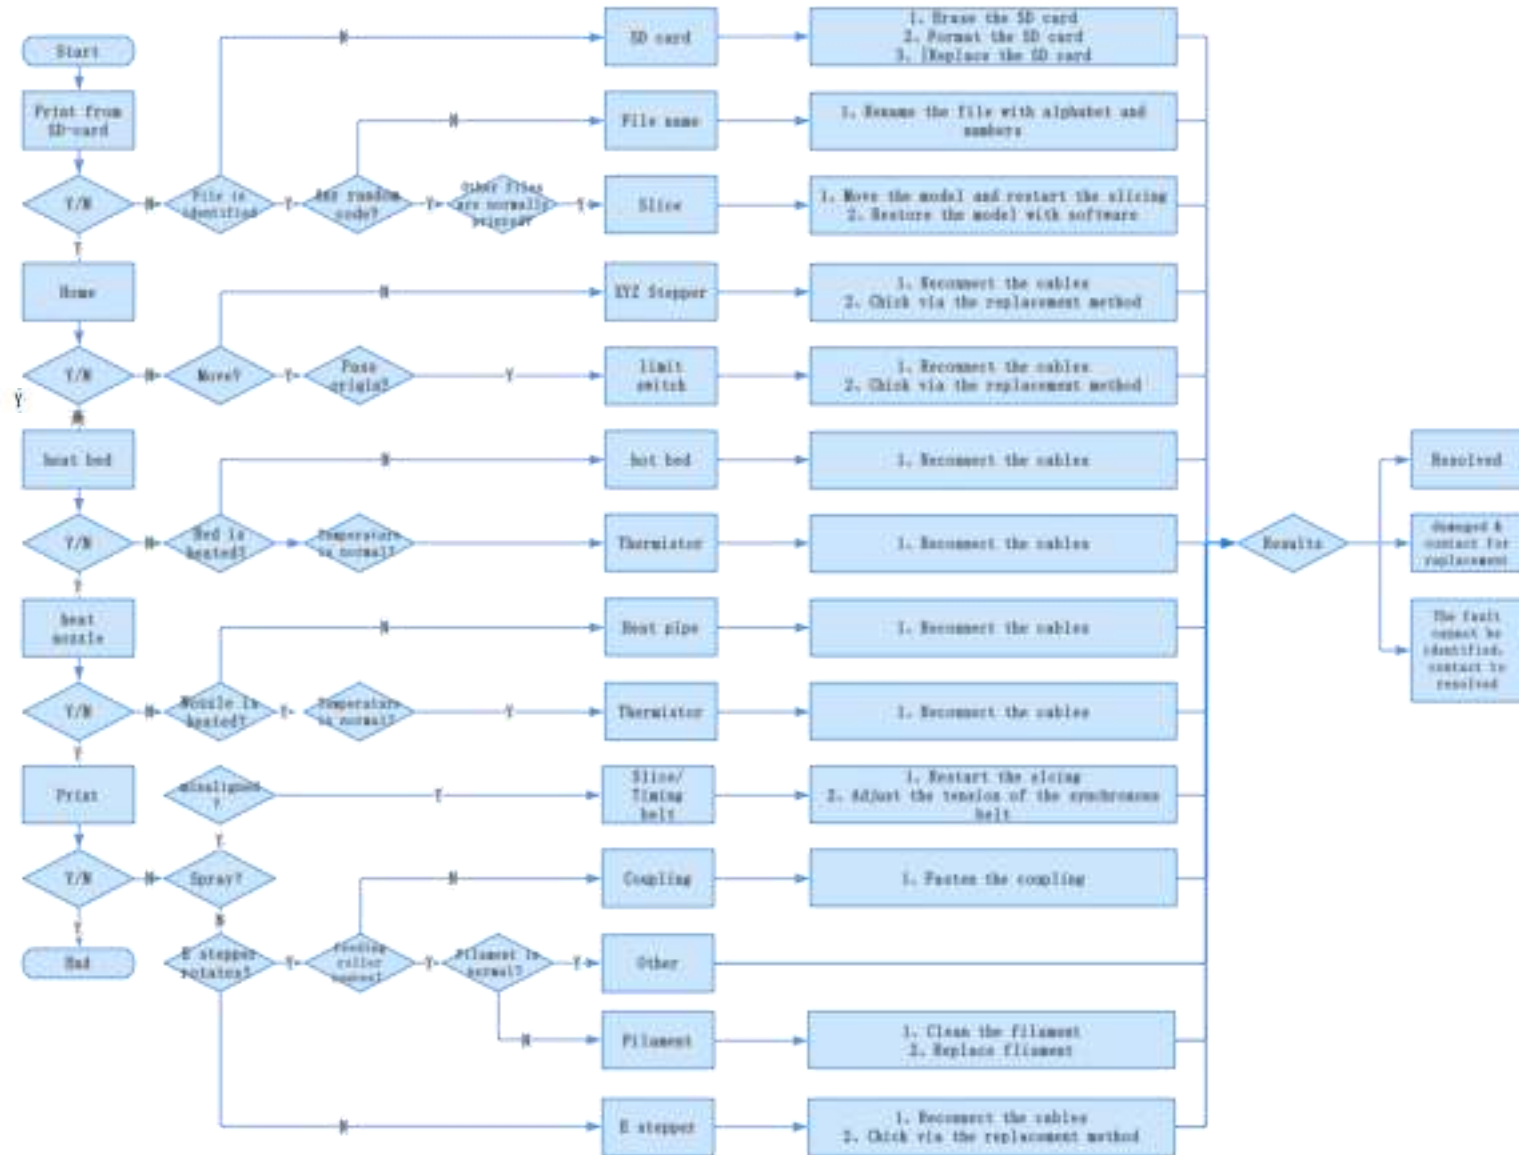 Start
N
SD card
1. Erase the SD card
2. Format the SD card
3. [Replace the SD card
Print from
SD-card
N
File name
1. Rename the file with alphabet and
numbers
Y/N
N
File is
identified
Y
Any random
code?
Y
Other files
are normally
printed?
Y
Slice
1. Move the model and restart the slicing
2. Restore the model with software
Y
Home
N
XYZ Stepper
1. Reconnect the cables
2. Chick via the replacement method
Y/N
N
Move?
Y
Pass
origin?
Y
limit
switch
1. Reconnect the cables
2. Chick via the replacement method
Y
heat bed
N
hot bed
1. Reconnect the cables
Resolved
Y/N
N
Bed is
heated?
Temperature
is normal?
Thermistor
1. Reconnect the cables
Results
damaged &
contact for
replacement
Y
heat
nozzle
N
Heat pipe
1. Reconnect the cables
The fault
cannot be
identified,
contact to
resolved
Y/N
N
Nozzle is
heated?
Y
Temperature
is normal?
Y
Thermistor
1. Reconnect the cables
Y
Print
misaligned
?
Y
Slice/
Timing
belt
1. Restart the slcing
2. Adjust the tension of the synchronous
belt
Y
Y/N
N
Spray?
N
Coupling
1. Fasten the coupling
Y
N
End
E stepper
rotates?
Y
Feeding
roller
Y
Filament is
normal?
Y
Other
N
Filament
1. Clean the filament
2. Replace fliament
N
E stepper
1. Reconnect the cables
2. Chick via the replacement method